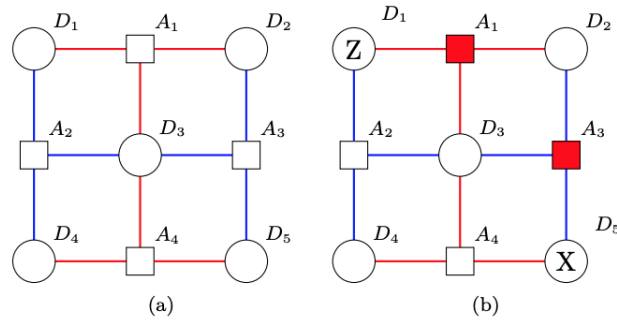 D₁ A₁ D₂ D₁ A₁ D₂
Z
A₂ D₃ A₃ A₂ D₃ A₃
D₄ A₄ D₅ D₄ A₄ D₅
X
(a) (b)